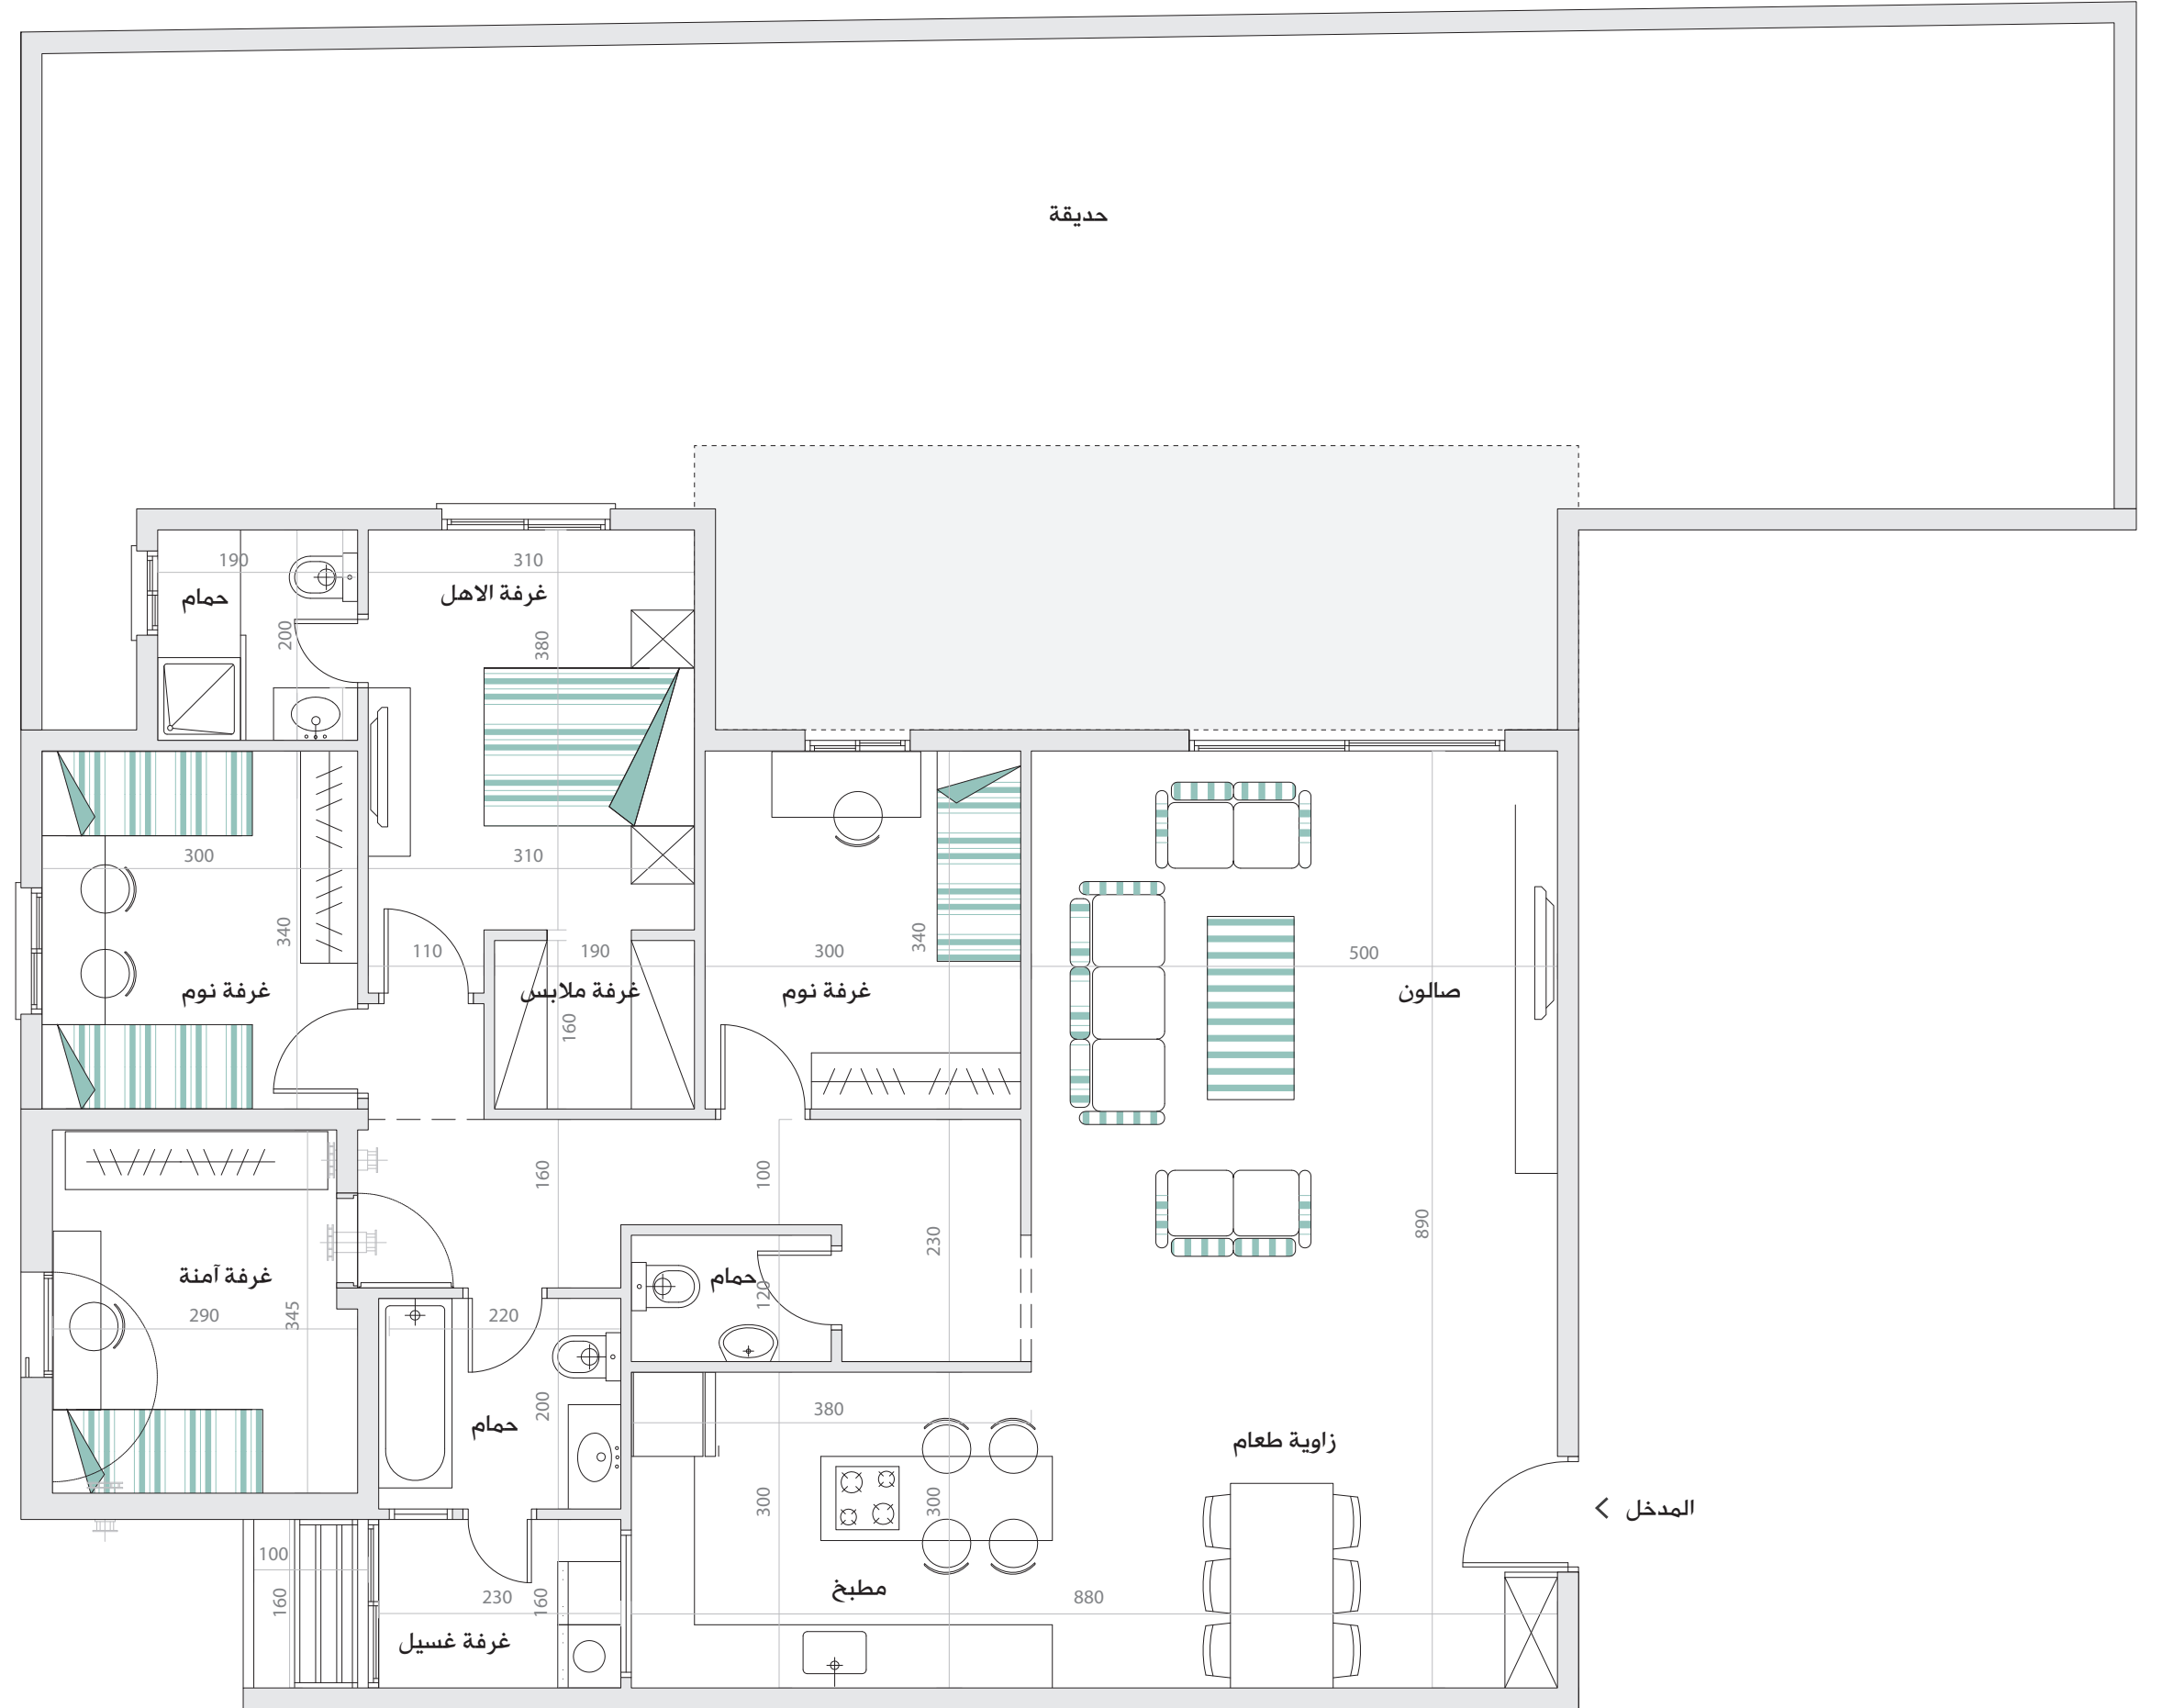 حديقة
190
310
حمام
غرفة الاهل
200
380
300
310
340
110
190
340
300
500
غرفة نوم
غرفة ملابس
غرفة نوم
صالون
160
160
100
230
890
غرفة آمنة
حمام
120
290
345
220
380
200
حمام
زاوية طعام
300
300
المدخل
100
160
230
160
مطبخ
880
غرفة غسيل